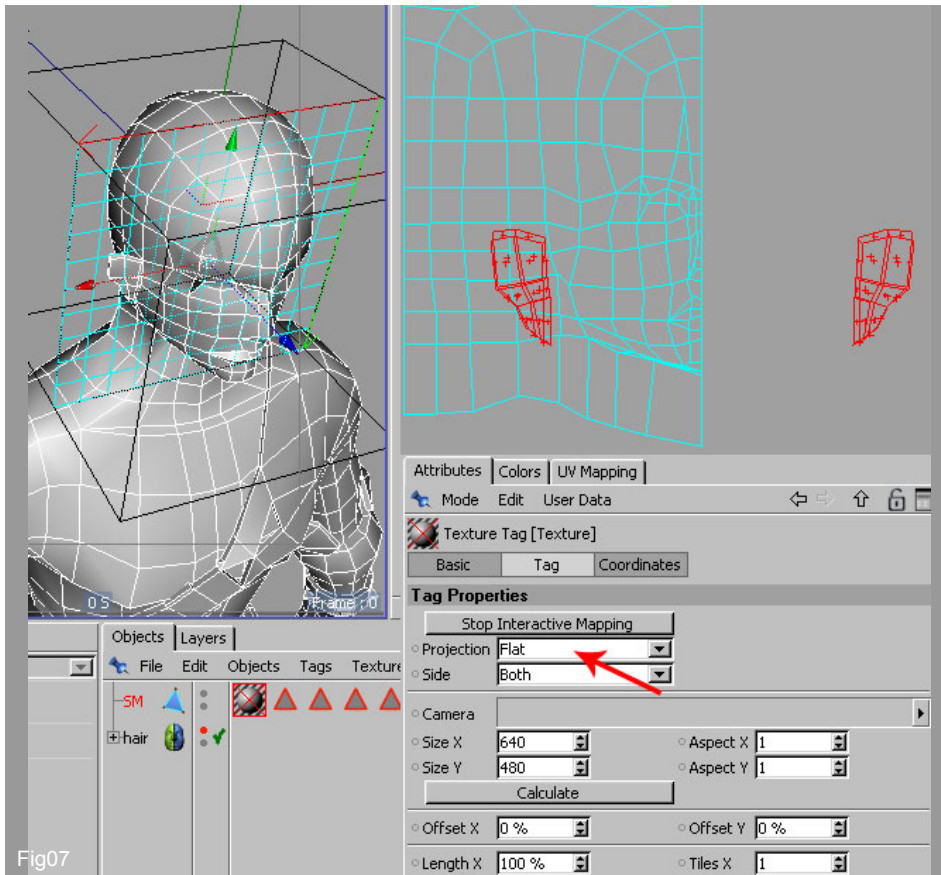 Attributes Colors UV Mapping
Mode Edit User Data
Texture Tag [Texture]
Basic Tag Coordinates
Tag Properties
Stop Interactive Mapping
Projection Flat
Side Both
Camera
Size X 640 Aspect X 1
Size Y 480 Aspect Y 1
Calculate
Offset X 0 % Offset Y 0 %
Length X 100 % Tiles X 1
0 S Frame : 0
Objects Layers
File Edit Objects Tags Texture
SM
hair
Fig07